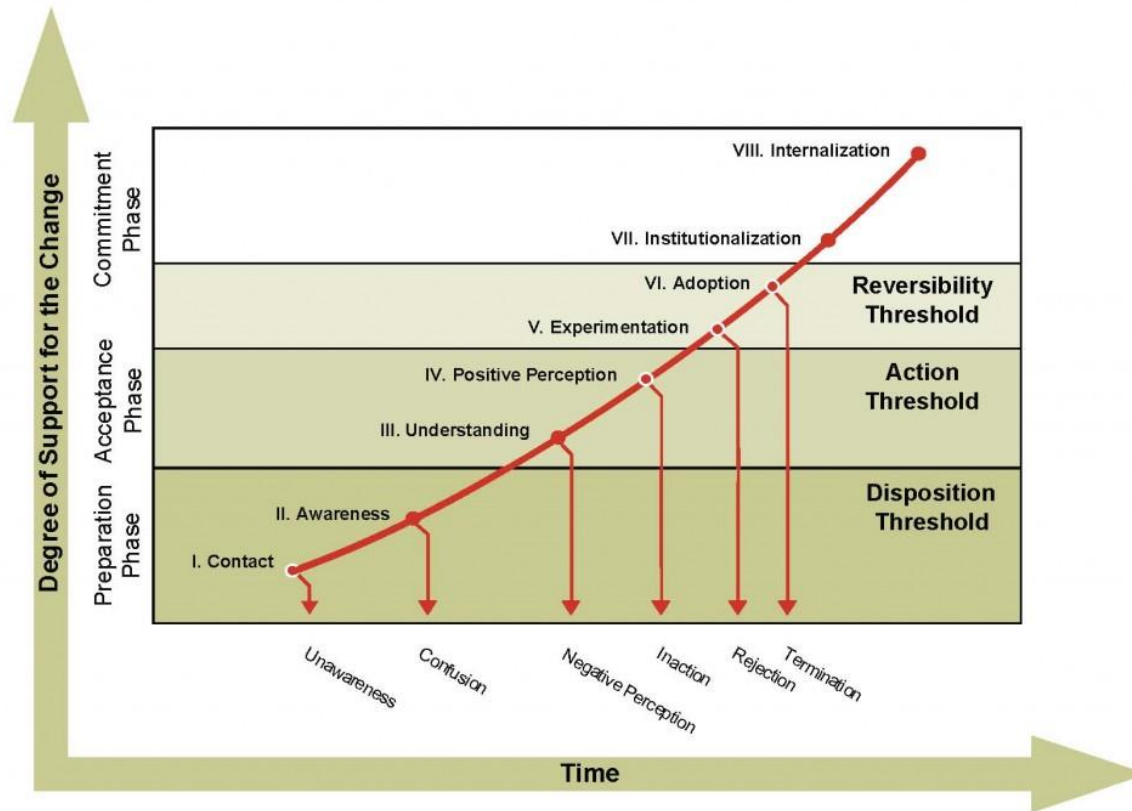 Degree of Support for the Change
Commitment
Phase
Acceptance
Phase
Preparation
Phase
VIII. Internalization
VII. Institutionalization
VI. Adoption
V. Experimentation
IV. Positive Perception
III. Understanding
II. Awareness
I. Contact
Reversibility
Threshold
Action
Threshold
Disposition
Threshold
Unawareness
Confusion
Negative Perception
Inaction
Rejection
Termination
Time